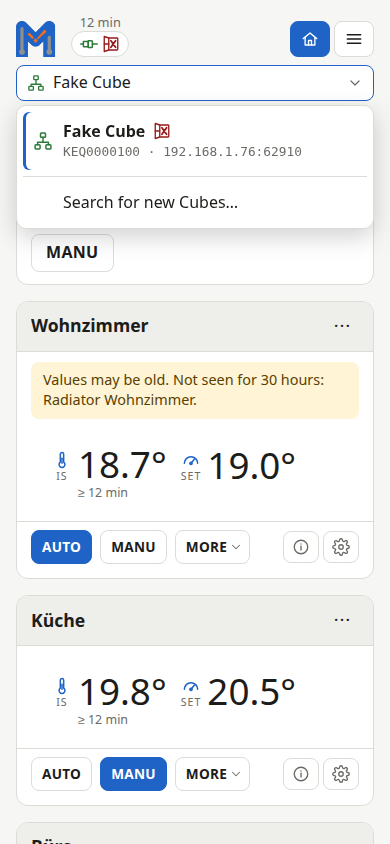 12 min
Fake Cube
Fake Cube
KEQ0000100 · 192.168.1.76:62910
Search for new Cubes...
MANU
Wohnzimmer
Values may be old. Not seen for 30 hours:
Radiator Wohnzimmer.
18.7° 19.0°
IS SET
≥ 12 min
AUTO MANU MORE
Küche
19.8° 20.5°
IS SET
≥ 12 min
AUTO MANU MORE
Büro